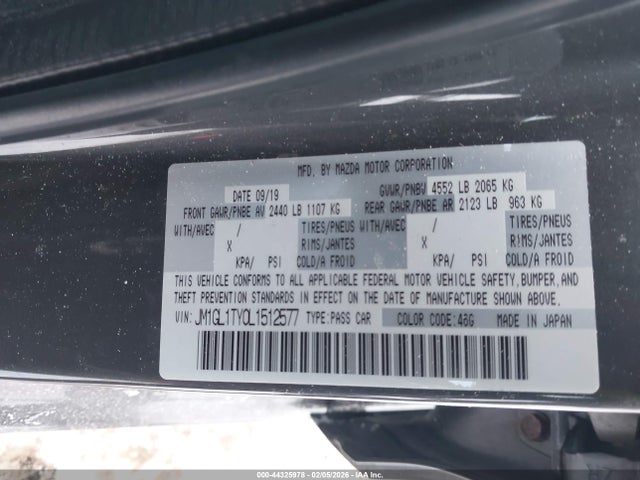 MFD. BY MAZDA MOTOR CORPORATION
DATE 09/19 GVWR/PNBV 4552 LB 2065 KG
FRONT GAWR/PNBE AV 2440 LB 1107 KG REAR GAWR/PNBE AR 2123 LB 963 KG
WITH/AVEC / TIRES/PNEUS WITH/AVEC / TIRES/PNEUS
X RIMS/JANTES X RIMS/JANTES
KPA/ PSI COLD/A FROID KPA/ PSI COLD/A FROID
THIS VEHICLE CONFORMS TO ALL APPLICABLE FEDERAL MOTOR VEHICLE SAFETY, BUMPER, AND
THEFT PREVENTION STANDARDS IN EFFECT ON THE DATE OF MANUFACTURE SHOWN ABOVE.
VIN: JM1GL1TY0L1512577 TYPE: PASS CAR COLOR CODE: 46G MADE IN JAPAN
000-44325978 - 02/05/2026 - IAA Inc.